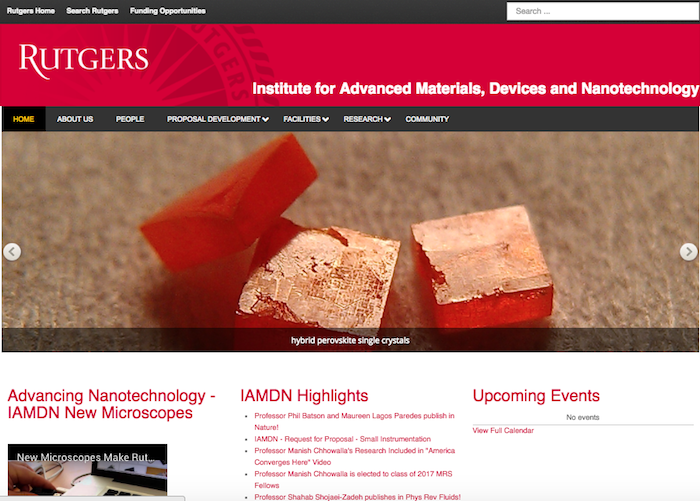 Rutgers Home Search Rutgers Funding Opportunities Search ...
RUTGERS
RUTGERS
Institute for Advanced Materials, Devices and Nanotechnology
HOME ABOUT US PEOPLE PROPOSAL DEVELOPMENT FACILITIES RESEARCH COMMUNITY
hybrid perovskite single crystals
Advancing Nanotechnology -
IAMDN New Microscopes
New Microscopes Make Rut...
IAMDN Highlights
Professor Phil Batson and Maureen Lagos Paredes publish in
Nature!
IAMDN - Request for Proposal - Small Instrumentation
Professor Manish Chhowalla's Research Included in "America
Converges Here" Video
Professor Manish Chhowalla is elected to class of 2017 MRS
Fellows
Professor Shahab Shojaei-Zadeh publishes in Phys Rev Fluids!
Upcoming Events
No events
View Full Calendar